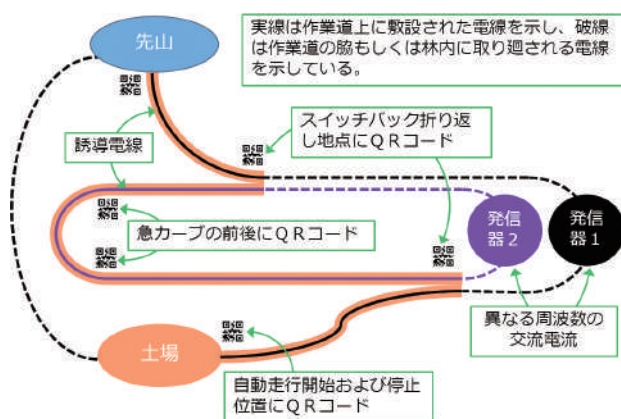 先山
実線は作業道上に敷設された電線を示し、破線
は作業道の脇もしくは林内に取り廻される電線
を示している。
スイッチバック折り返
し地点にQRコード
誘導電線
発信
器2
発信
器1
急カーブの前後にQRコード
異なる周波数の
交流電流
土場
自動走行開始および停止
位置にQRコード